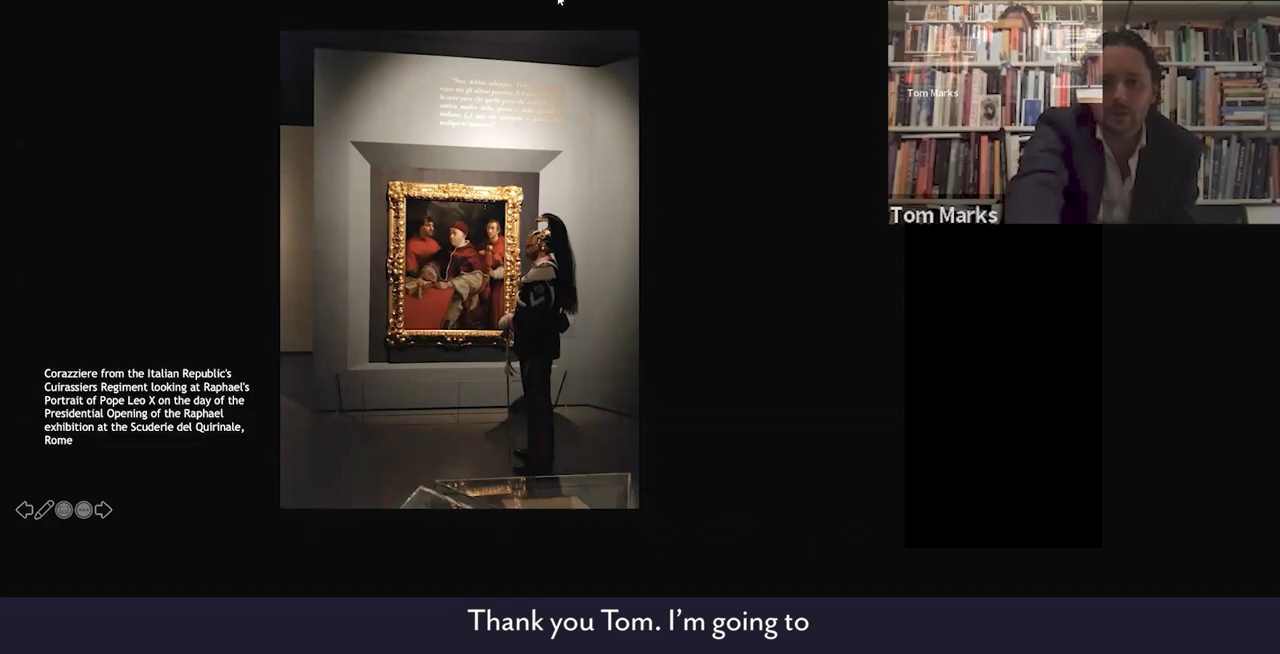 Tom Marks
Tom Marks
Corazziere from the Italian Republic's
Cuirassiers Regiment looking at Raphael's
Portrait of Pope Leo X on the day of the
Presidential Opening of the Raphael
exhibition at the Scuderie del Quirinale,
Rome
Thank you Tom. I'm going to